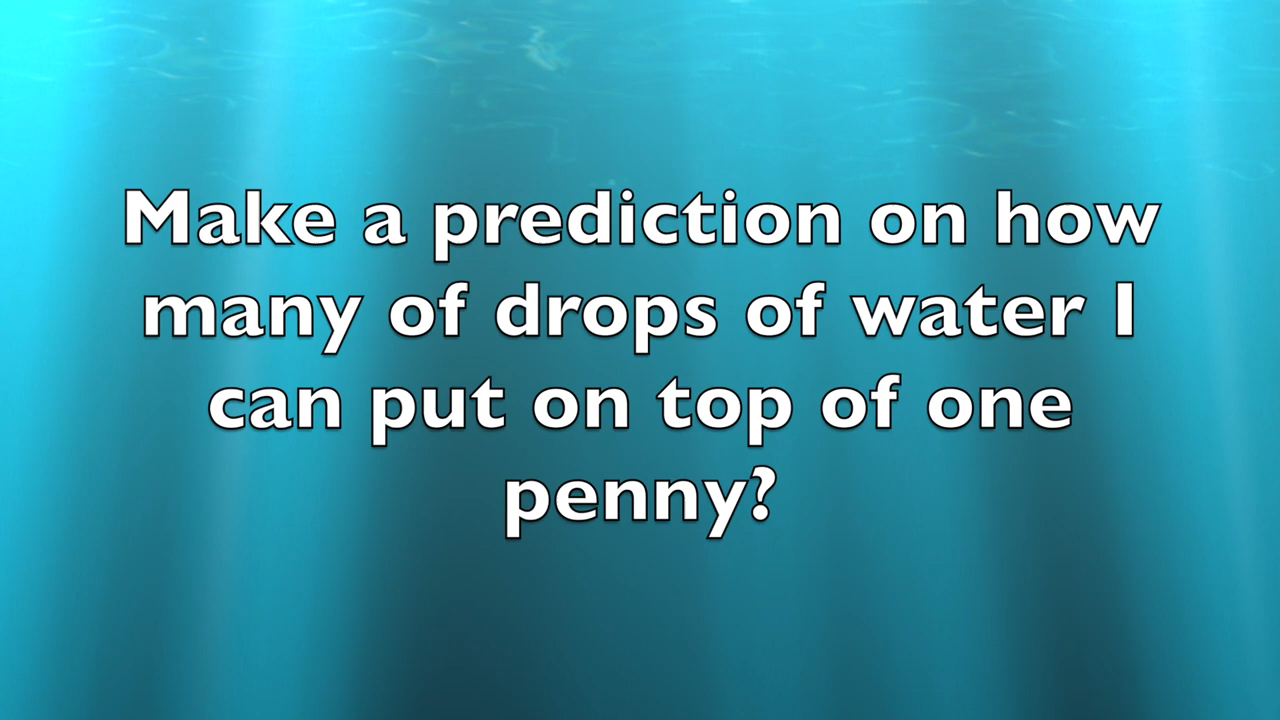 Make a prediction on how
many of drops of water I
can put on top of one
penny?